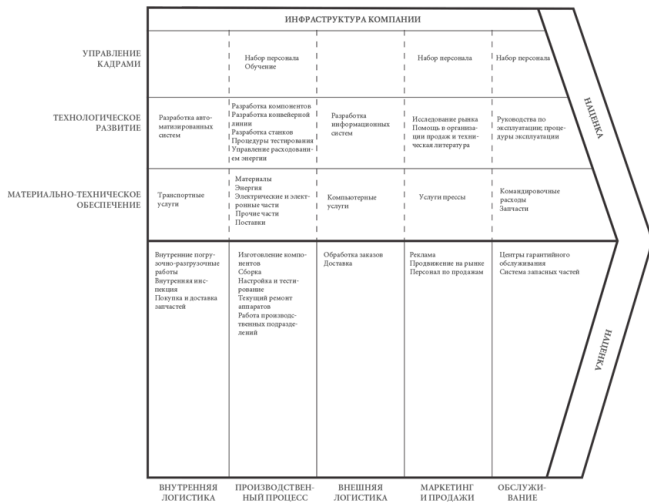 ИНФРАСТРУКТУРА КОМПАНИИ
УПРАВЛЕНИЕ
КАДРАМИ
Набор персонала
Обучение
Набор персонала
Набор персонала
ТЕХНОЛОГИЧЕСКОЕ
РАЗВИТИЕ
Разработка авто-
матизированных
систем
Разработка компонентов
Разработка конвейерной
линии
Разработка станков
Процедуры тестирования
Управление расходовани-
ем энергии
Разработка
информационных
систем
Исследование рынка
Помощь в организа-
ции продаж и техни-
ческая литература
Руководства по
эксплуатации; проце-
дуры эксплуатации
МАТЕРИАЛЬНО-ТЕХНИЧЕСКОЕ
ОБЕСПЕЧЕНИЕ
Транспортные
услуги
Материалы
Энергия
Электрические и элект-
ронные части
Прочие части
Поставки
Компьютерные
услуги
Услуги прессы
Командировочные
расходы
Запчасти
НАЦЕНКА
Внутренние погру-
зочно-разгрузочные
работы
Внутренняя инс-
пекция
Покупка и доставка
запчастей
Изготовление ком-
понентов
Сборка
Настройка и тести-
рование
Текущий ремонт
аппаратов
Работа производс-
твенных подразде-
лений
Обработка заказов
Доставка
Реклама
Продвижение на рынке
Персонал по продажам
Центры гарантийного
обслуживания
Система запасных частей
НАЦЕНКА
ВНУТРЕННЯЯ
ЛОГИСТИКА
ПРОИЗВОДСТВЕН-
НЫЙ ПРОЦЕСС
ВНЕШНЯЯ
ЛОГИСТИКА
МАРКЕТИНГ
И ПРОДАЖИ
ОБСЛУЖИ-
ВАНИЕ